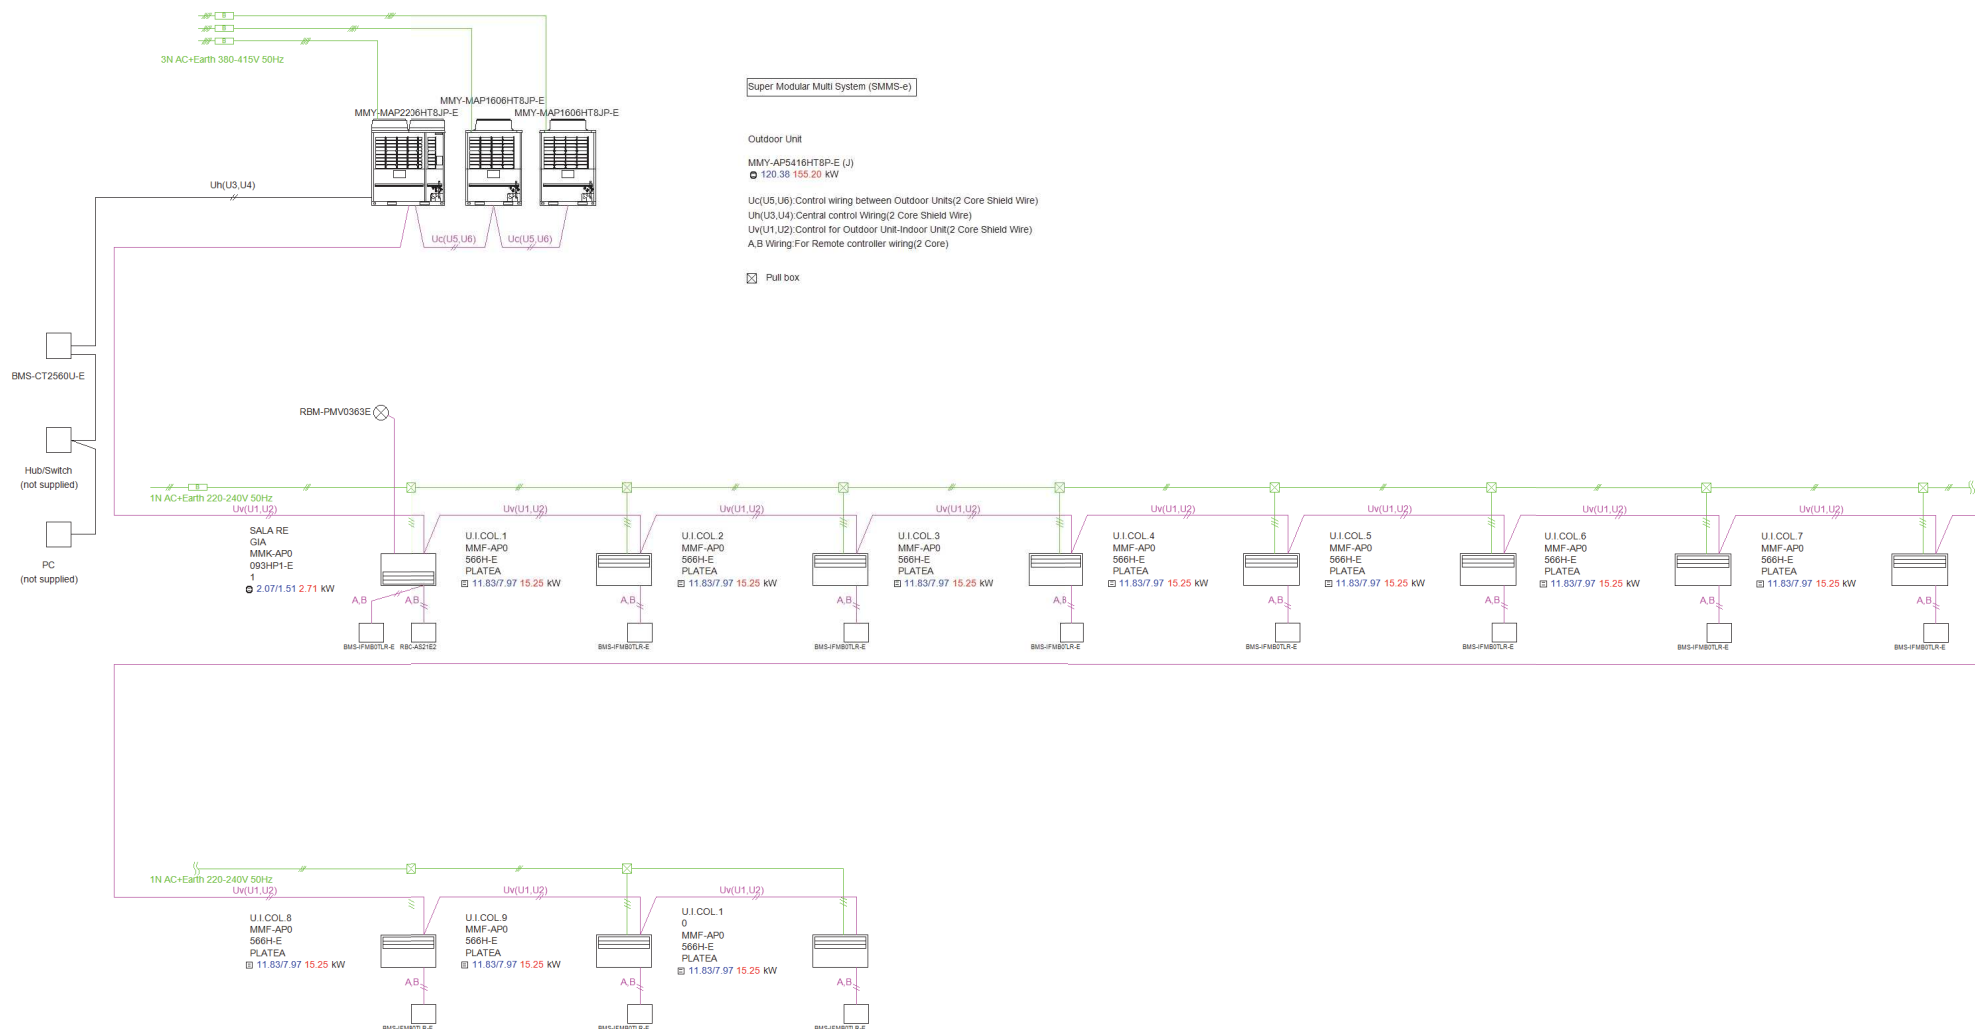 3N AC+Earth 380-415V 50Hz
MMY-MAP1606HT8JP-E
MMY-MAP2206HT8JP-E
MMY-MAP1606HT8JP-E
Super Modular Multi System (SMMS-e)
Outdoor Unit
MMY-AP5416HT8P-E (J)
120.38 155.20 kW
Uh(U3,U4)
Uc(U5,U6):Control wiring between Outdoor Units(2 Core Shield Wire)
Uh(U3,U4):Central control Wiring(2 Core Shield Wire)
Uv(U1,U2):Control for Outdoor Unit-Indoor Unit(2 Core Shield Wire)
A,B Wiring:For Remote controller wiring(2 Core)
Uc(U5,U6) Uc(U5,U6)
Pull box
BMS-CT2560U-E
RBM-PMV0363E
Hub/Switch
(not supplied)
PC
(not supplied)
1N AC+Earth 220-240V 50Hz
Uv(U1,U2) Uv(U1,U2) Uv(U1,U2) Uv(U1,U2) Uv(U1,U2) Uv(U1,U2) Uv(U1,U2) Uv(U1,U2)
SALA RE
GIA
MMK-AP0
093HP1-E
1
2.07/1.51 2.71 kW
U.I.COL.1
MMF-AP0
566H-E
PLATEA
11.83/7.97 15.25 kW
U.I.COL.2
MMF-AP0
566H-E
PLATEA
11.83/7.97 15.25 kW
U.I.COL.3
MMF-AP0
566H-E
PLATEA
11.83/7.97 15.25 kW
U.I.COL.4
MMF-AP0
566H-E
PLATEA
11.83/7.97 15.25 kW
U.I.COL.5
MMF-AP0
566H-E
PLATEA
11.83/7.97 15.25 kW
U.I.COL.6
MMF-AP0
566H-E
PLATEA
11.83/7.97 15.25 kW
U.I.COL.7
MMF-AP0
566H-E
PLATEA
11.83/7.97 15.25 kW
A,B A,B A,B A,B A,B A,B A,B A,B A,B
BMS-IFMB0TLR-E RBC-AS21E2 BMS-IFMB0TLR-E BMS-IFMB0TLR-E BMS-IFMB0TLR-E BMS-IFMB0TLR-E BMS-IFMB0TLR-E BMS-IFMB0TLR-E BMS-IFMB0TLR-E
1N AC+Earth 220-240V 50Hz
Uv(U1,U2) Uv(U1,U2) Uv(U1,U2)
U.I.COL.8
MMF-AP0
566H-E
PLATEA
11.83/7.97 15.25 kW
U.I.COL.9
MMF-AP0
566H-E
PLATEA
11.83/7.97 15.25 kW
U.I.COL.1
0
MMF-AP0
566H-E
PLATEA
11.83/7.97 15.25 kW
A,B A,B A,B
BMS-IFMB0TLR-E BMS-IFMB0TLR-E BMS-IFMB0TLR-E